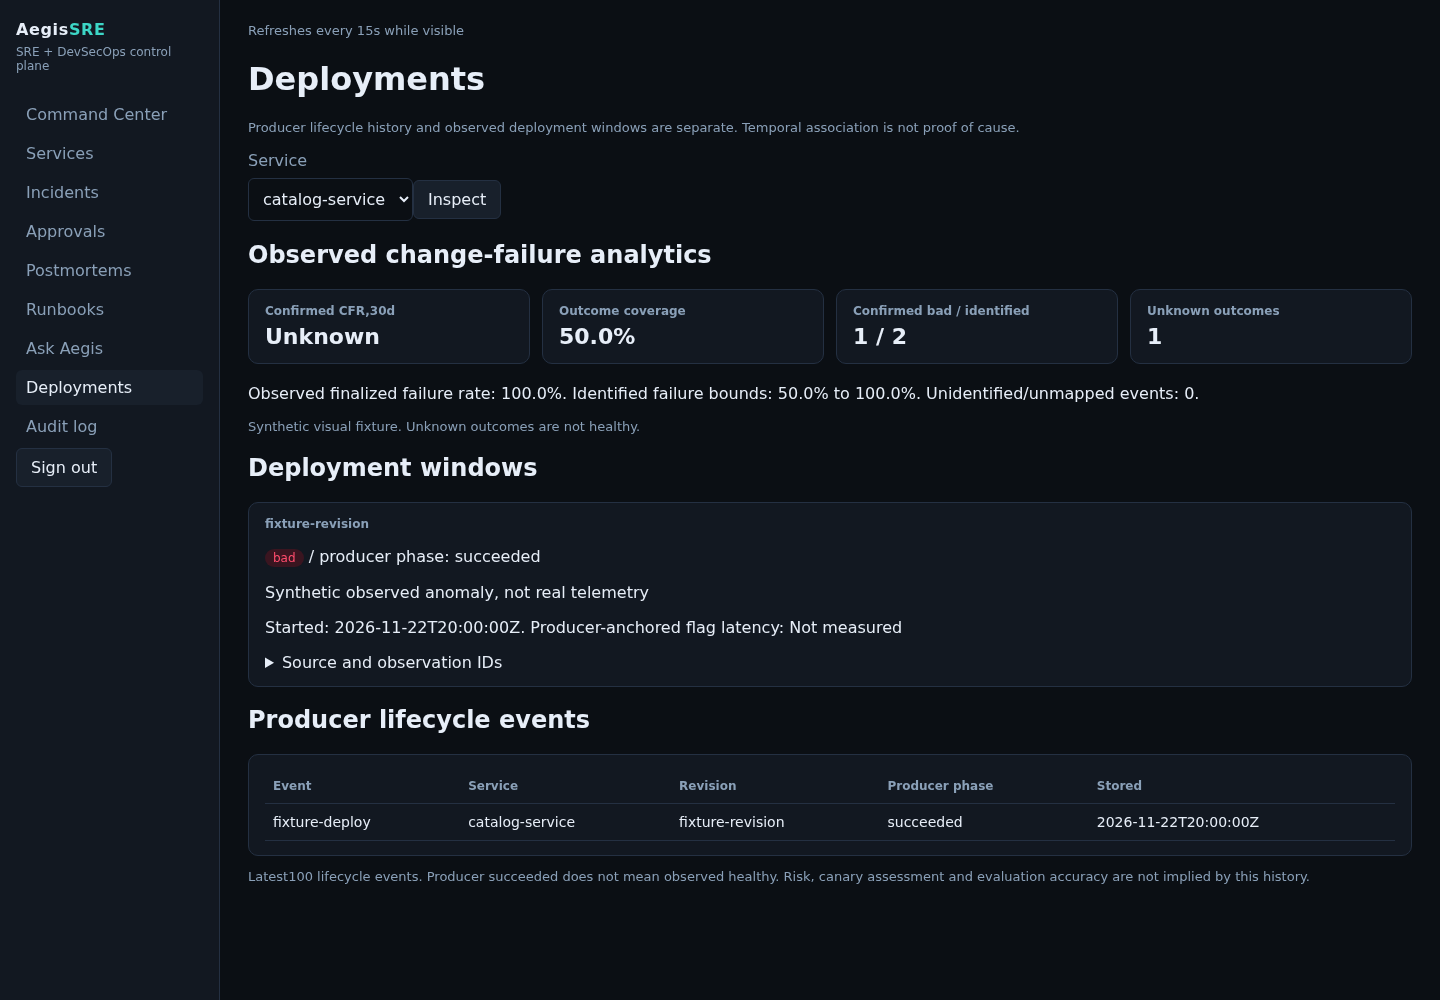 AegisSRE
SRE + DevSecOps control
plane
Command Center
Services
Incidents
Approvals
Postmortems
Runbooks
Ask Aegis
Deployments
Audit log
Sign out
Refreshes every 15s while visible
Deployments
Producer lifecycle history and observed deployment windows are separate. Temporal association is not proof of cause.
Service
catalog-service Inspect
Observed change-failure analytics
Confirmed CFR,30d Outcome coverage Confirmed bad / identified Unknown outcomes
Unknown 50.0% 1 / 2 1
Observed finalized failure rate: 100.0%. Identified failure bounds: 50.0% to 100.0%. Unidentified/unmapped events: 0.
Synthetic visual fixture. Unknown outcomes are not healthy.
Deployment windows
fixture-revision
bad / producer phase: succeeded
Synthetic observed anomaly, not real telemetry
Started: 2026-11-22T20:00:00Z. Producer-anchored flag latency: Not measured
Source and observation IDs
Producer lifecycle events
Event Service Revision Producer phase Stored
fixture-deploy catalog-service fixture-revision succeeded 2026-11-22T20:00:00Z
Latest100 lifecycle events. Producer succeeded does not mean observed healthy. Risk, canary assessment and evaluation accuracy are not implied by this history.